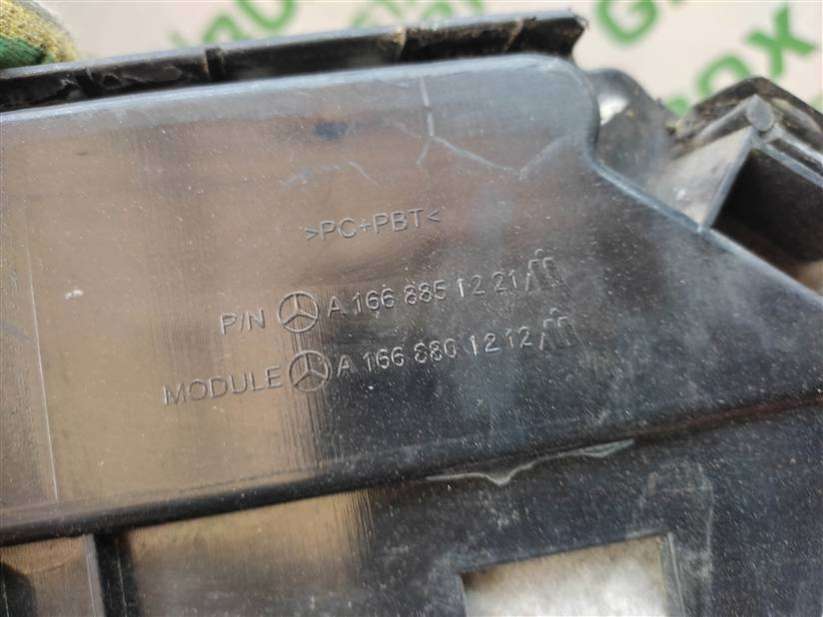 >PC+PBT<
P/N A 166 885 12 21
MODULE A 166 880 12 12